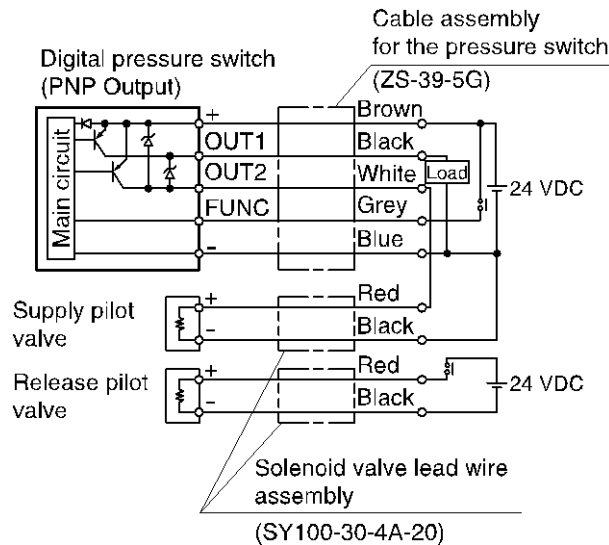 Cable assembly
for the pressure switch
(ZS-39-5G)
Digital pressure switch
(PNP Output)
Main circuit
+
OUT1
OUT2
FUNC
-
Brown
Black
White
Grey
Blue
Load
24 VDC
Supply pilot
valve
+
-
Red
Black
Release pilot
valve
+
-
Red
Black
24 VDC
Solenoid valve lead wire
assembly
(SY100-30-4A-20)